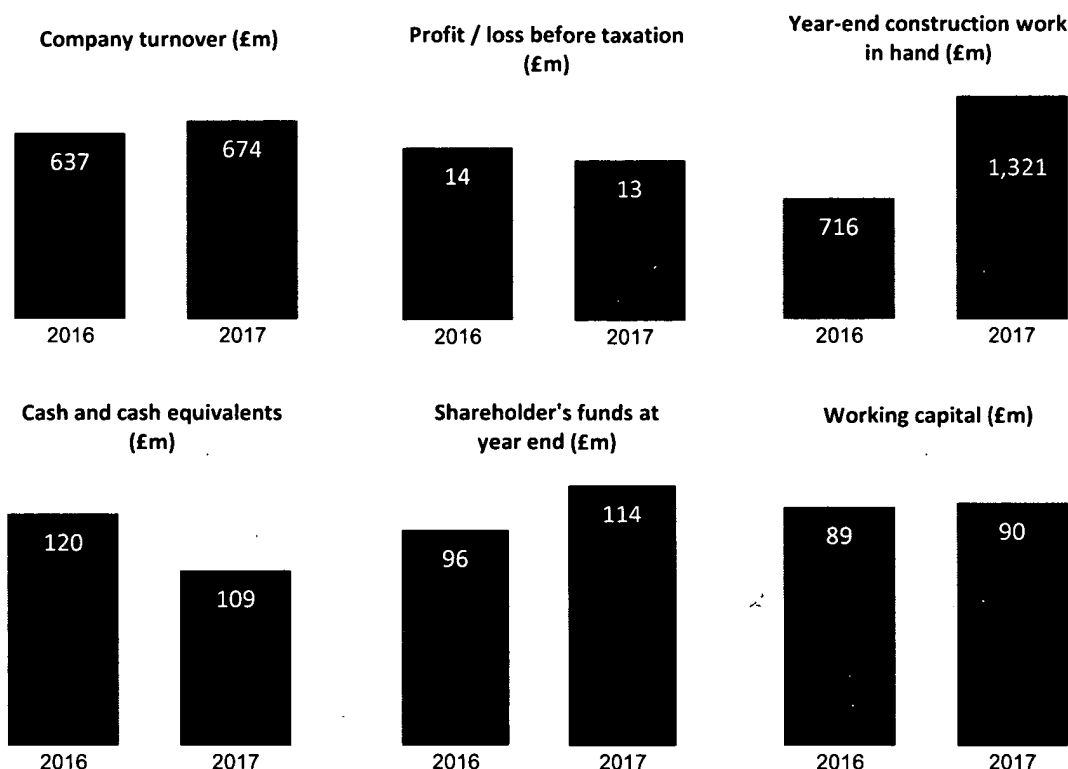 Company turnover (£m)
637
674
2016
2017
Profit / loss before taxation
(£m)
14
13
2016
2017
Year-end construction work
in hand (£m)
716
1,321
2016
2017
Cash and cash equivalents
(£m)
120
109
2016
2017
Shareholder's funds at
year end (£m)
96
114
2016
2017
Working capital (£m)
89
90
2016
2017